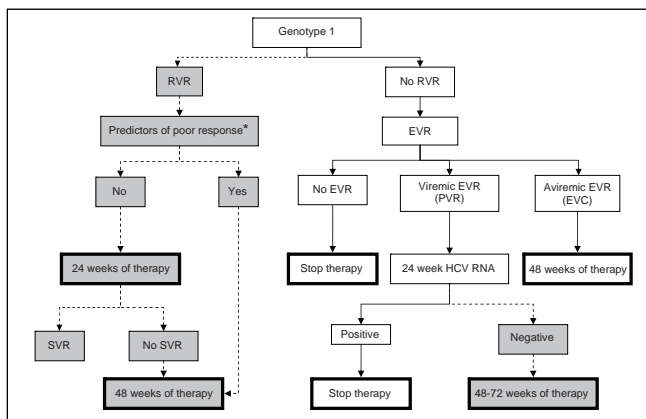 Genotype 1
RVR
No RVR
Predictors of poor response*
EVR
No
Yes
No EVR
Viremic EVR
(PVR)
Aviremic EVR
(EVC)
24 weeks of therapy
Stop therapy
24 week HCV RNA
48 weeks of therapy
SVR
No SVR
Positive
Negative
48 weeks of therapy
Stop therapy
48-72 weeks of therapy